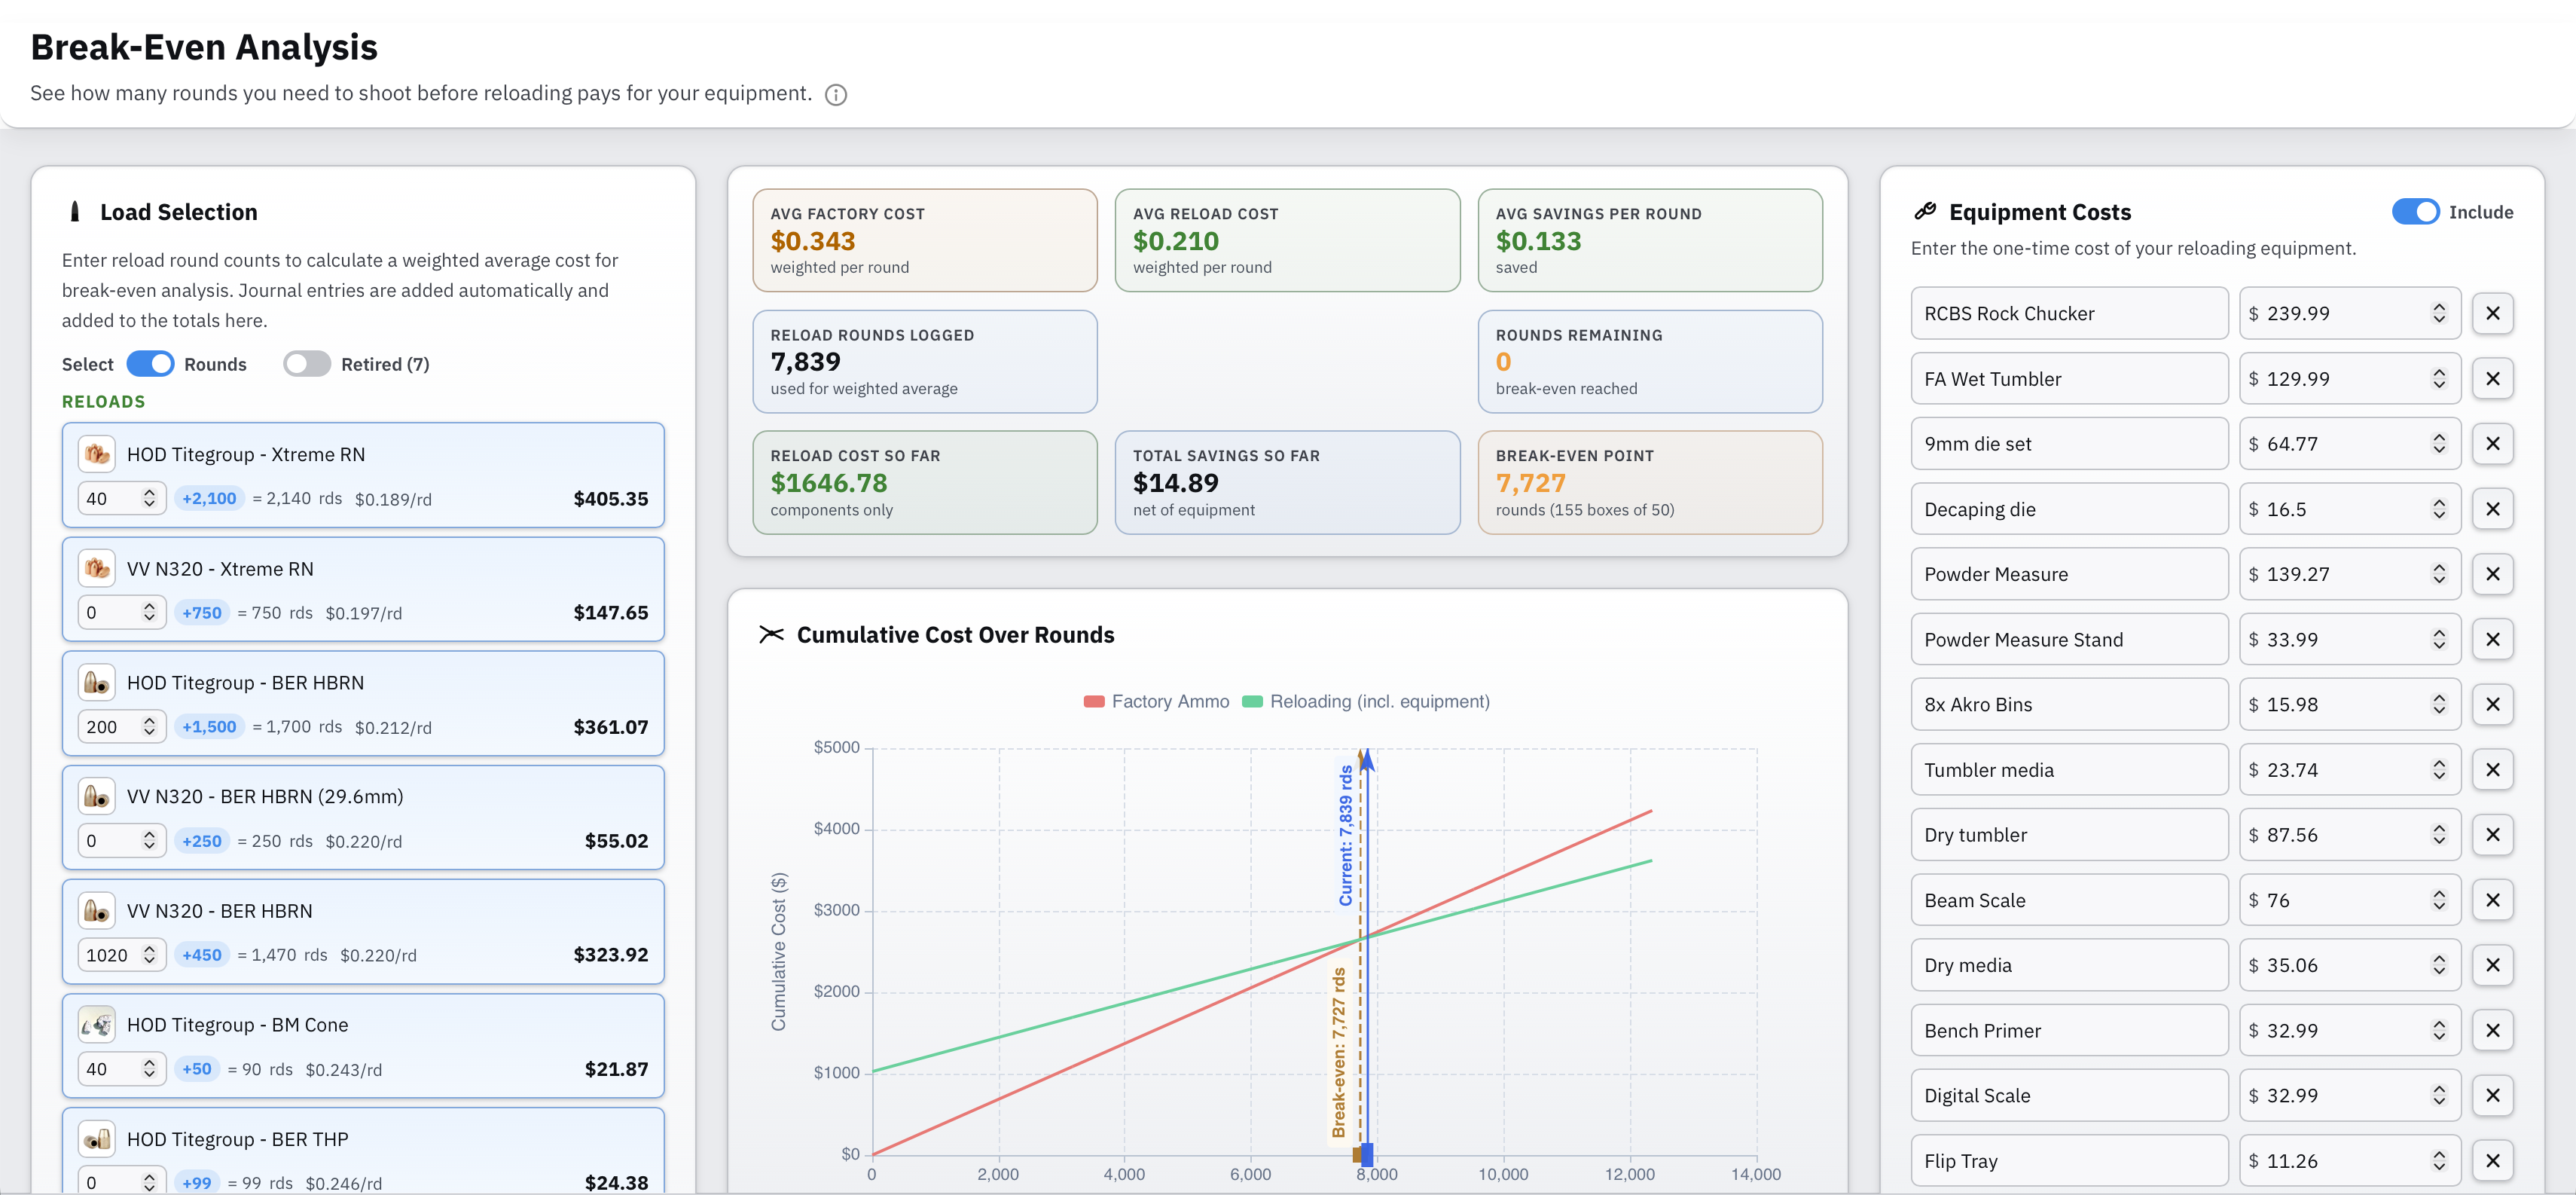 Break-Even Analysis
See how many rounds you need to shoot before reloading pays for your equipment.
Load Selection
Enter reload round counts to calculate a weighted average cost for
break-even analysis. Journal entries are added automatically and
added to the totals here.
Select Rounds Retired (7)
RELOADS
HOD Titegroup - Xtreme RN
40 +2,100 = 2,140 rds $0.189/rd $405.35
VV N320 - Xtreme RN
0 +750 = 750 rds $0.197/rd $147.65
HOD Titegroup - BER HBRN
200 +1,500 = 1,700 rds $0.212/rd $361.07
VV N320 - BER HBRN (29.6mm)
0 +250 = 250 rds $0.220/rd $55.02
VV N320 - BER HBRN
1020 +450 = 1,470 rds $0.220/rd $323.92
HOD Titegroup - BM Cone
40 +50 = 90 rds $0.243/rd $21.87
HOD Titegroup - BER THP
0 +99 = 99 rds $0.246/rd $24.38
AVG FACTORY COST
$0.343
weighted per round
AVG RELOAD COST
$0.210
weighted per round
AVG SAVINGS PER ROUND
$0.133
saved
RELOAD ROUNDS LOGGED
7,839
used for weighted average
ROUNDS REMAINING
0
break-even reached
RELOAD COST SO FAR
$1646.78
components only
TOTAL SAVINGS SO FAR
$14.89
net of equipment
BREAK-EVEN POINT
7,727
rounds (155 boxes of 50)
Cumulative Cost Over Rounds
Factory Ammo Reloading (incl. equipment)
Cumulative Cost ($)
$5000
$4000
$3000
$2000
$1000
$0
Current: 7,839 rds
Break-even: 7,727 rds
0 2,000 4,000 6,000 8,000 10,000 12,000 14,000
Equipment Costs Include
Enter the one-time cost of your reloading equipment.
RCBS Rock Chucker $ 239.99
FA Wet Tumbler $ 129.99
9mm die set $ 64.77
Decaping die $ 16.5
Powder Measure $ 139.27
Powder Measure Stand $ 33.99
8x Akro Bins $ 15.98
Tumbler media $ 23.74
Dry tumbler $ 87.56
Beam Scale $ 76
Dry media $ 35.06
Bench Primer $ 32.99
Digital Scale $ 32.99
Flip Tray $ 11.26